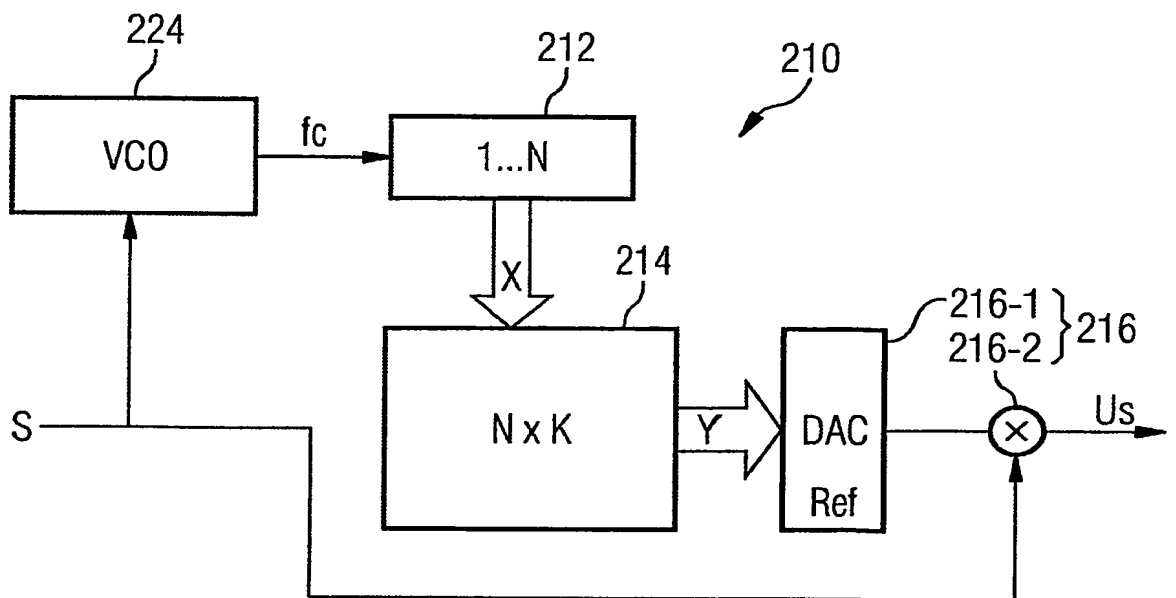 224
212
210
VCO
fc
1...N
X
214
216-1
216-2
216
S
N x K
Y
DAC
Ref
X
Us